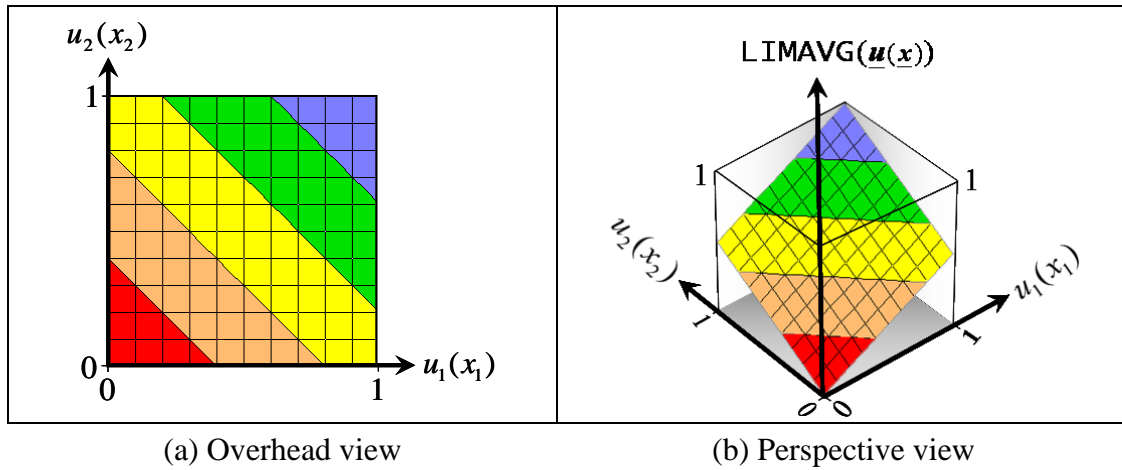 u₂(x₂)
1
0
0
1
u₁(x₁)
LIMAVG(u(x))
1
1
u₂(x₂)
u₁(x₁)
1
1
0
0
(a) Overhead view
(b) Perspective view